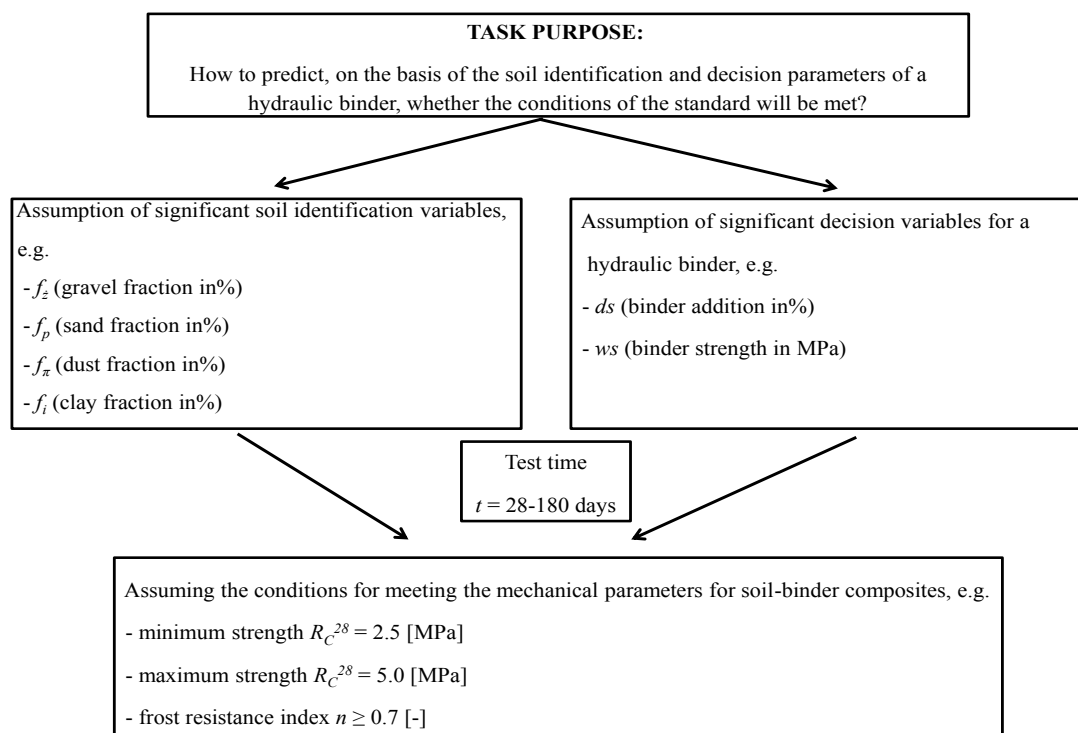 TASK PURPOSE:
How to predict, on the basis of the soil identification and decision parameters of a
hydraulic binder, whether the conditions of the standard will be met?
Assumption of significant soil identification variables,
e.g.
- fż (gravel fraction in%)
- fp (sand fraction in%)
- fπ (dust fraction in%)
- fi (clay fraction in%)
Assumption of significant decision variables for a
hydraulic binder, e.g.
- ds (binder addition in%)
- ws (binder strength in MPa)
Test time
t = 28-180 days
Assuming the conditions for meeting the mechanical parameters for soil-binder composites, e.g.
- minimum strength RC28 = 2.5 [MPa]
- maximum strength RC28 = 5.0 [MPa]
- frost resistance index n ≥ 0.7 [-]